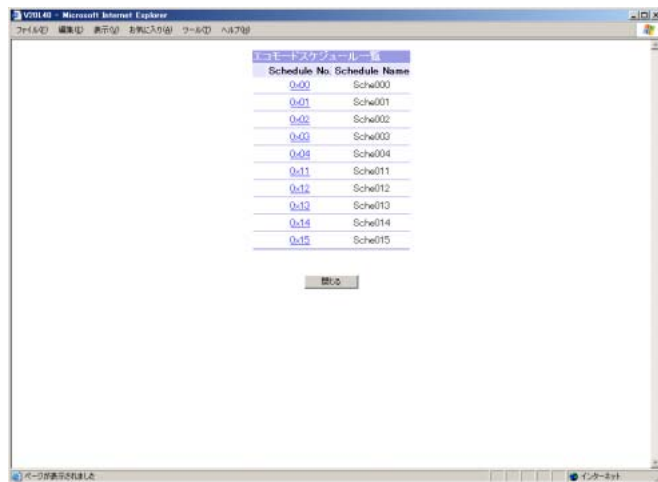 V20L40 - Microsoft Internet Explorer
ファイル(F) 編集(E) 表示(V) お気に入り(A) ツール(T) ヘルプ(H)
エコモードスケジュール一覧
Schedule No. Schedule Name
0x00 Sche000
0x01 Sche001
0x02 Sche002
0x03 Sche003
0x04 Sche004
0x11 Sche011
0x12 Sche012
0x13 Sche013
0x14 Sche014
0x15 Sche015
閉じる
ページが表示されました インターネット